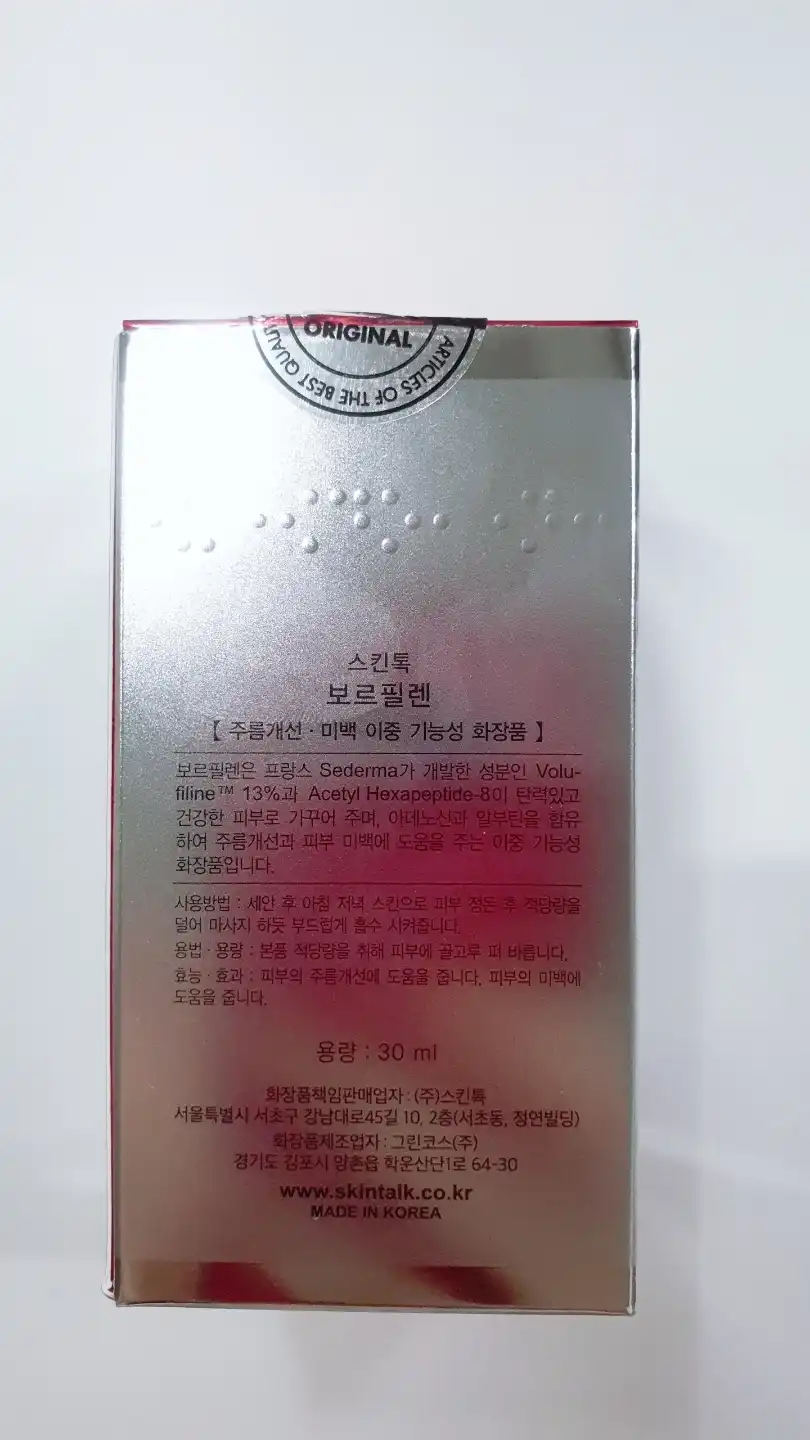 ORIGINAL
ARTICLES OF THE BEST QUALIT
스킨톡
보르필렌
【 주름개선 · 미백 이중 기능성 화장품 】
보르필렌은 프랑스 Sederma가 개발한 성분인 Volu-
filine™ 13%과 Acetyl Hexapeptide-8이 탄력있고
건강한 피부로 가꾸어 주며, 아데노신과 알부틴을 함유
하여 주름개선과 피부 미백에 도움을 주는 이중 기능성
화장품입니다.
사용방법 : 세안 후 아침 저녁 스킨으로 피부 정돈 후 적당량을
덜어 마사지 하듯 부드럽게 흡수 시켜줍니다.
용법 · 용량 : 본품 적당량을 취해 피부에 골고루 펴 바릅니다.
효능 · 효과 : 피부의 주름개선에 도움을 줍니다. 피부의 미백에
도움을 줍니다.
용량 : 30 ml
화장품책임판매업자 : (주)스킨톡
서울특별시 서초구 강남대로45길 10, 2층(서초동, 정연빌딩)
화장품제조업자 : 그린코스(주)
경기도 김포시 양촌읍 학운산단1로 64-30
www.skintalk.co.kr
MADE IN KOREA